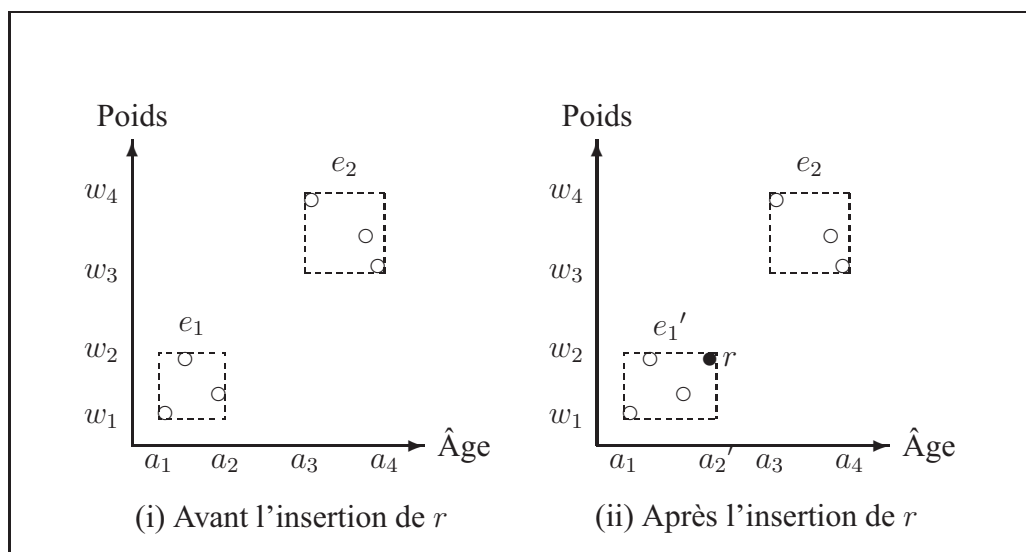 Poids
e₂
w₄
w₃
e₁
w₂
w₁
a₁ a₂ a₃ a₄ Âge
(i) Avant l'insertion de r
Poids
e₂
w₄
w₃
e₁′
w₂
r
w₁
a₁ a₂′ a₃ a₄ Âge
(ii) Après l'insertion de r